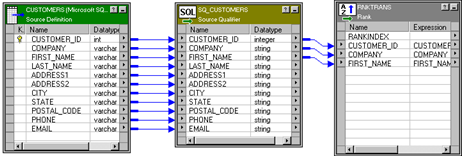 CUSTOMERS (Microsoft SQ...
Source Definition
K Name Datatype
CUSTOMER_ID int
COMPANY varchar
FIRST_NAME varchar
LAST_NAME varchar
ADDRESS1 varchar
ADDRESS2 varchar
CITY varchar
STATE varchar
POSTAL_CODE varchar
PHONE varchar
EMAIL varchar
SQL
SQ_CUSTOMERS
Source Qualifier
Name Datatype
CUSTOMER_ID integer
COMPANY string
FIRST_NAME string
LAST_NAME string
ADDRESS1 string
ADDRESS2 string
CITY string
STATE string
POSTAL_CODE string
PHONE string
EMAIL string
RNKTRANS
Rank
Name Expression
RANKINDEX
CUSTOMER_ID CUSTOMER
COMPANY COMPANY
FIRST_NAME FIRST_NAM